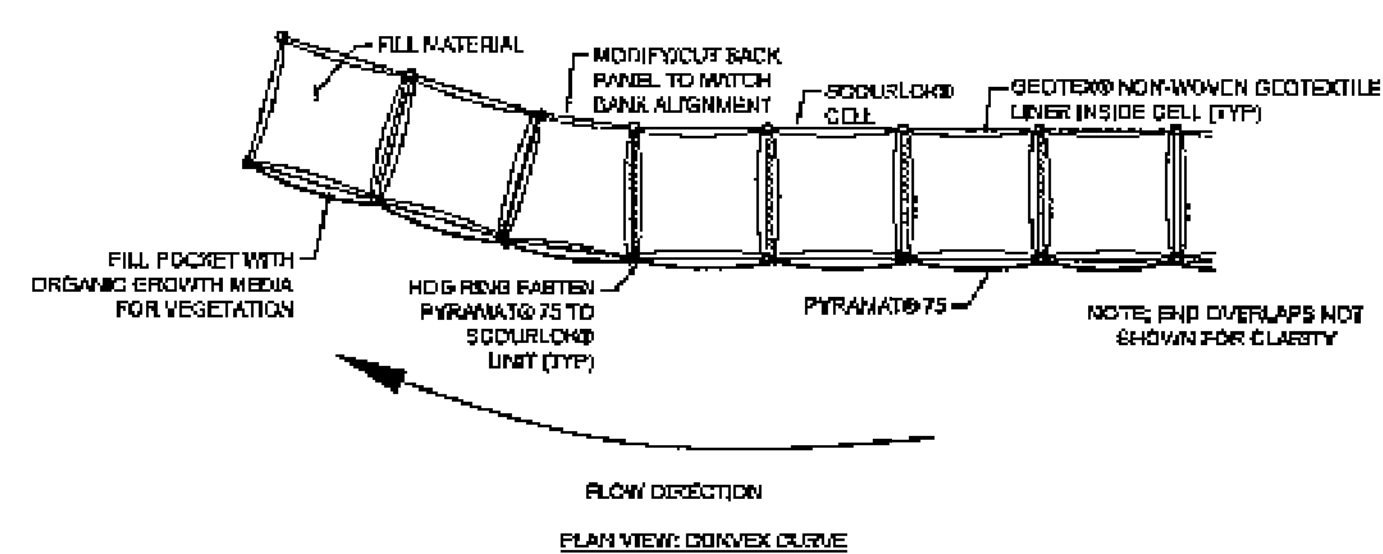 FILL MATERIAL
MODIFY/CUT BACK
PANEL TO MATCH
BANK ALIGNMENT
SCOURLOK®
CELL
GEOTEX® NON-WOVEN GEOTEXTILE
LINER INSIDE CELL (TYP)
FILL POCKET WITH
ORGANIC GROWTH MEDIA
FOR VEGETATION
HOG RING FASTEN
PYRAMAT® 75 TO
SCOURLOK®
UNIT (TYP)
PYRAMAT® 75
NOTE: END OVERLAPS NOT
SHOWN FOR CLARITY
FLOW DIRECTION
PLAN VIEW: CONVEX CURVE